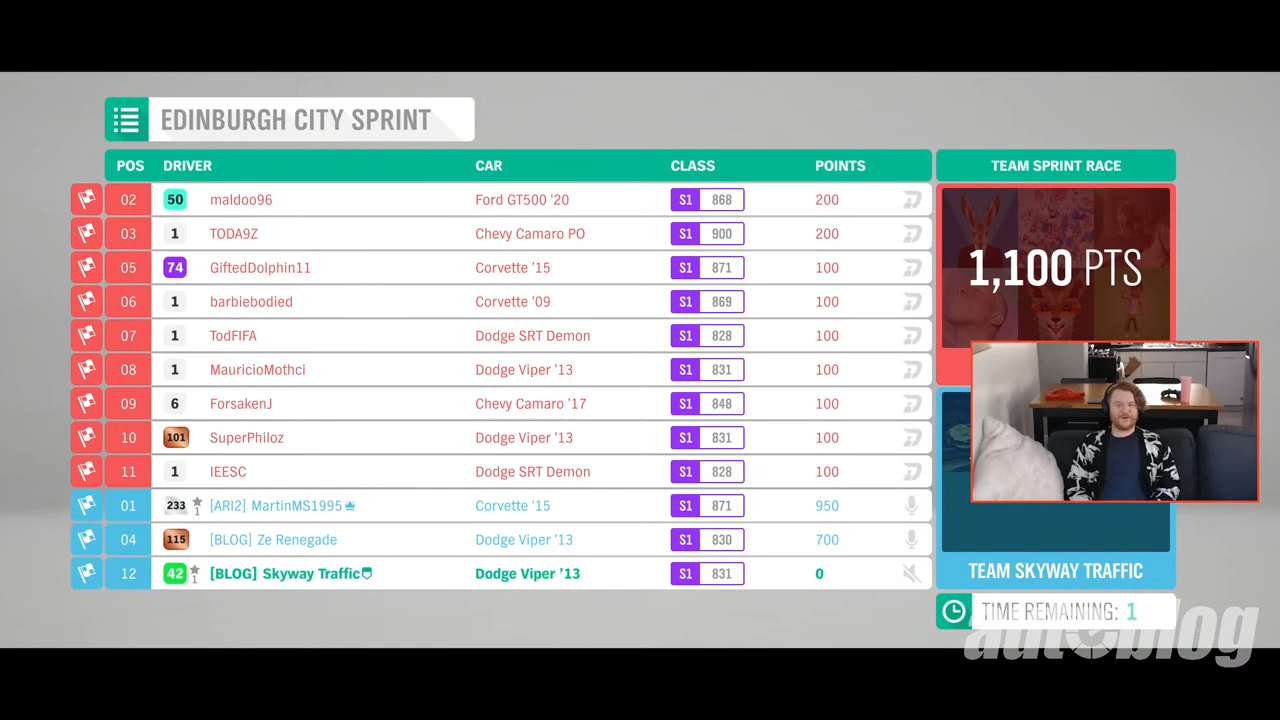 EDINBURGH CITY SPRINT
POS DRIVER CAR CLASS POINTS TEAM SPRINT RACE
02 50 maldoo96 Ford GT500 '20 S1 868 200
03 1 TODA9Z Chevy Camaro PO S1 900 200
05 74 GiftedDolphin11 Corvette '15 S1 871 100
06 1 barbiebodied Corvette '09 S1 869 100
07 1 TodFIFA Dodge SRT Demon S1 828 100
08 1 MauricioMothci Dodge Viper '13 S1 831 100
09 6 ForsakenJ Chevy Camaro '17 S1 848 100
10 101 SuperPhiloz Dodge Viper '13 S1 831 100
11 1 IEESC Dodge SRT Demon S1 828 100
01 233 1 [ARI2] MartinMS1995 Corvette '15 S1 871 950
04 115 [BLOG] Ze Renegade Dodge Viper '13 S1 830 700
12 42 1 [BLOG] Skyway Traffic Dodge Viper '13 S1 831 0
1,100 PTS
TEAM SKYWAY TRAFFIC
TIME REMAINING: 1
autoblog